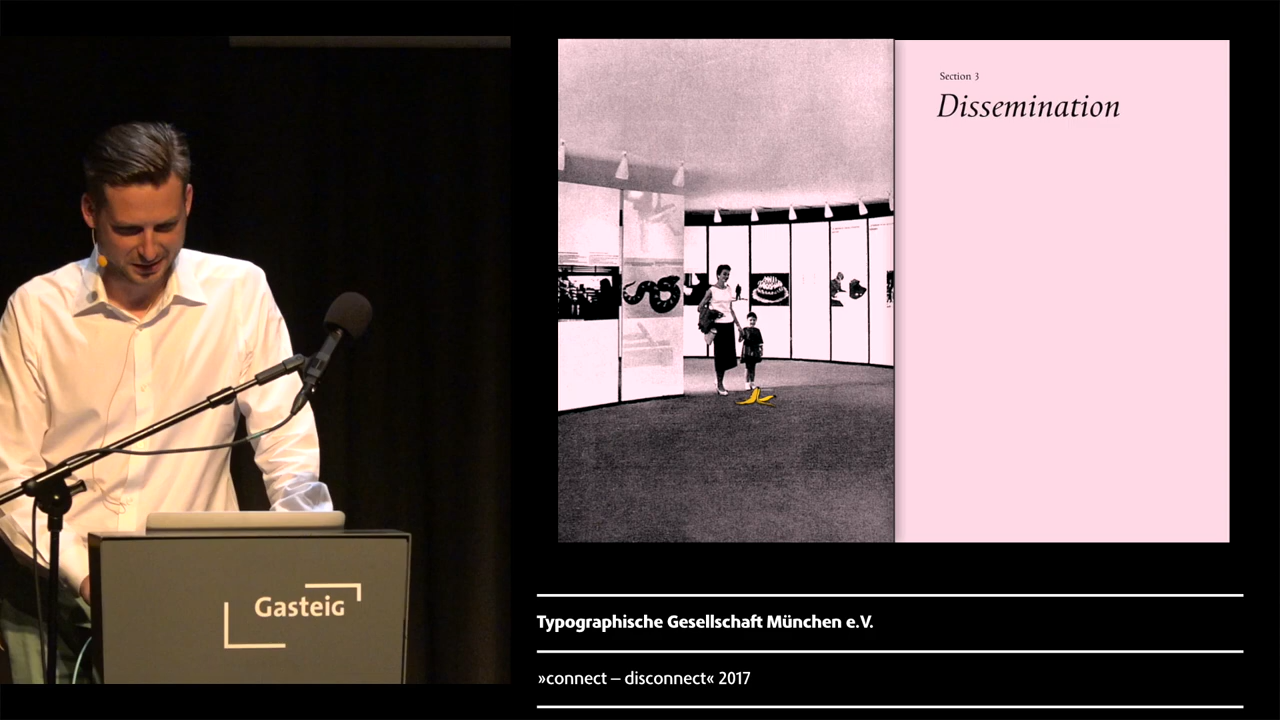 Section 3
Dissemination
Gasteig
Typographische Gesellschaft München e.V.
»connect – disconnect« 2017